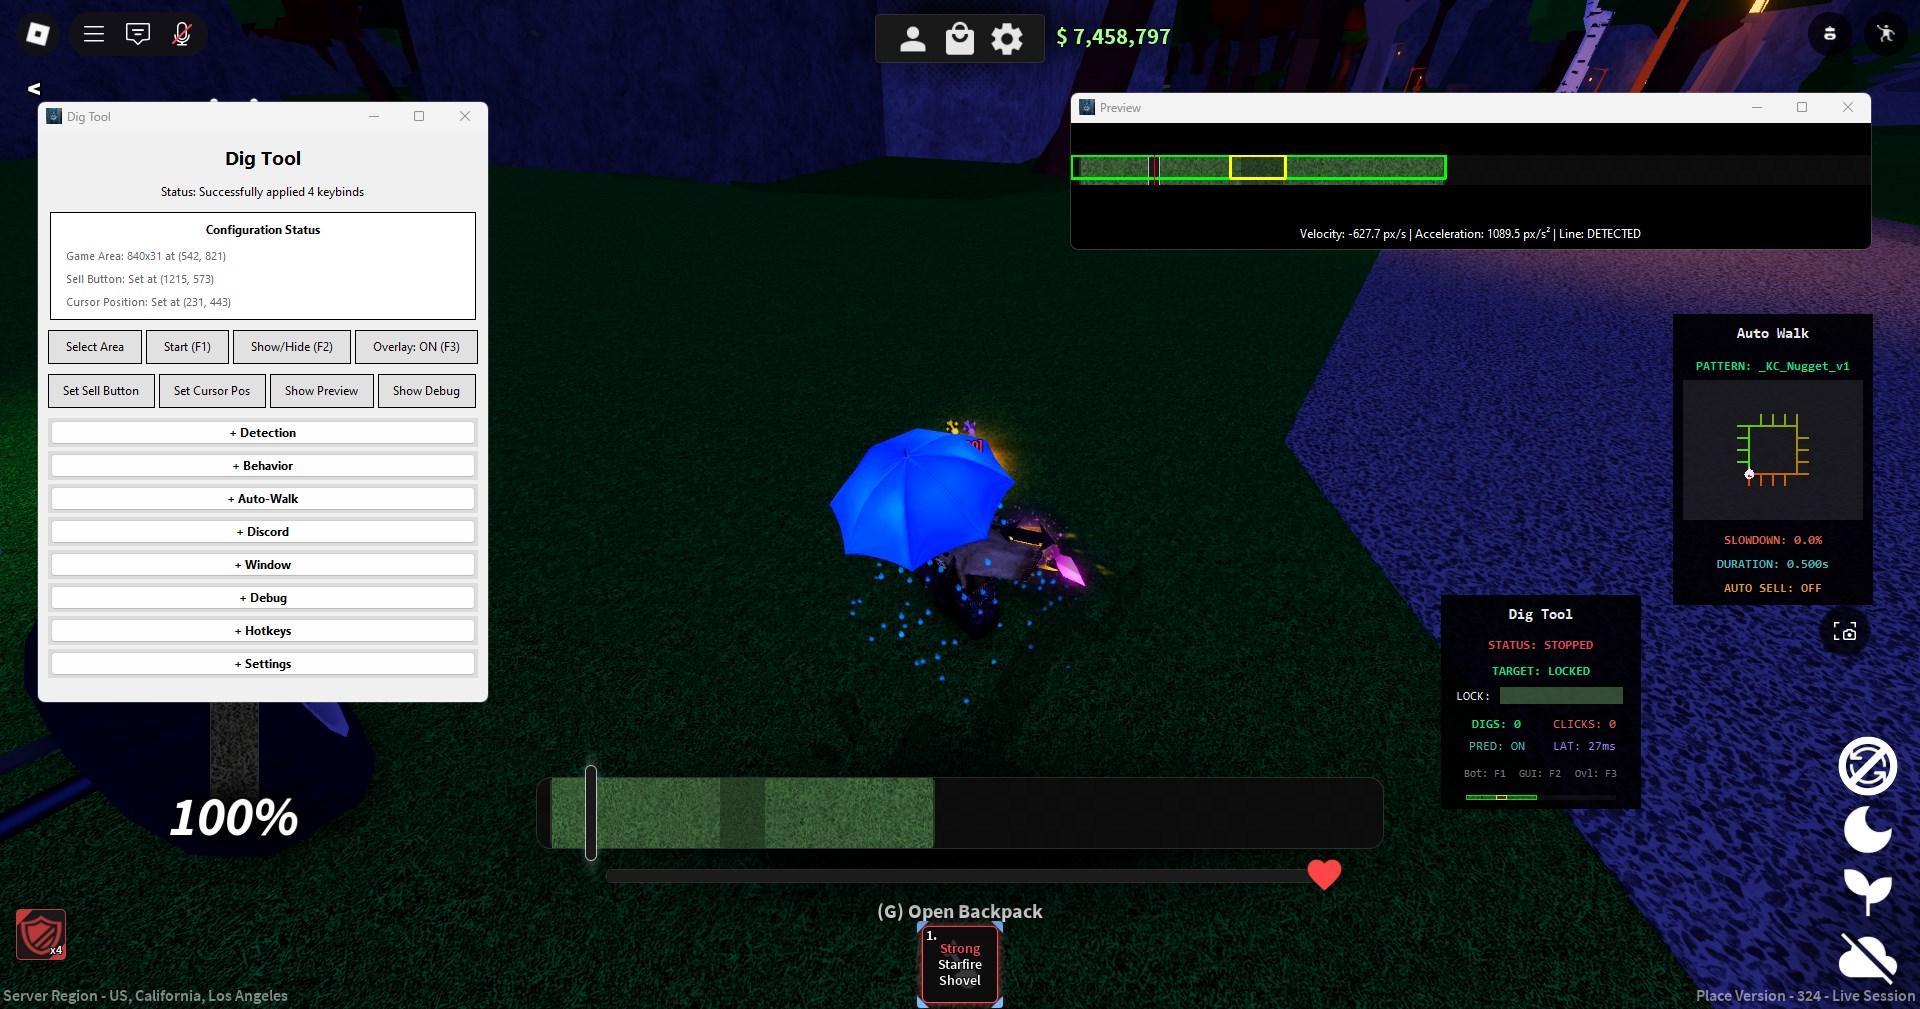 $ 7,458,797
<
Dig Tool
Dig Tool
Status: Successfully applied 4 keybinds
Configuration Status
Game Area: 840x31 at (542, 821)
Sell Button: Set at (1215, 573)
Cursor Position: Set at (231, 443)
Select Area
Start (F1)
Show/Hide (F2)
Overlay: ON (F3)
Set Sell Button
Set Cursor Pos
Show Preview
Show Debug
+ Detection
+ Behavior
+ Auto-Walk
+ Discord
+ Window
+ Debug
+ Hotkeys
+ Settings
Preview
Velocity: -627.7 px/s | Acceleration: 1089.5 px/s² | Line: DETECTED
Auto Walk
PATTERN: _KC_Nugget_v1
SLOWDOWN: 0.0%
DURATION: 0.500s
AUTO SELL: OFF
Dig Tool
STATUS: STOPPED
TARGET: LOCKED
LOCK:
DIGS: 0 CLICKS: 0
PRED: ON LAT: 27ms
Bot: F1 GUI: F2 Ovl: F3
100%
(G) Open Backpack
1.
Strong
Starfire
Shovel
x4
Server Region - US, California, Los Angeles
Place Version - 324 - Live Session